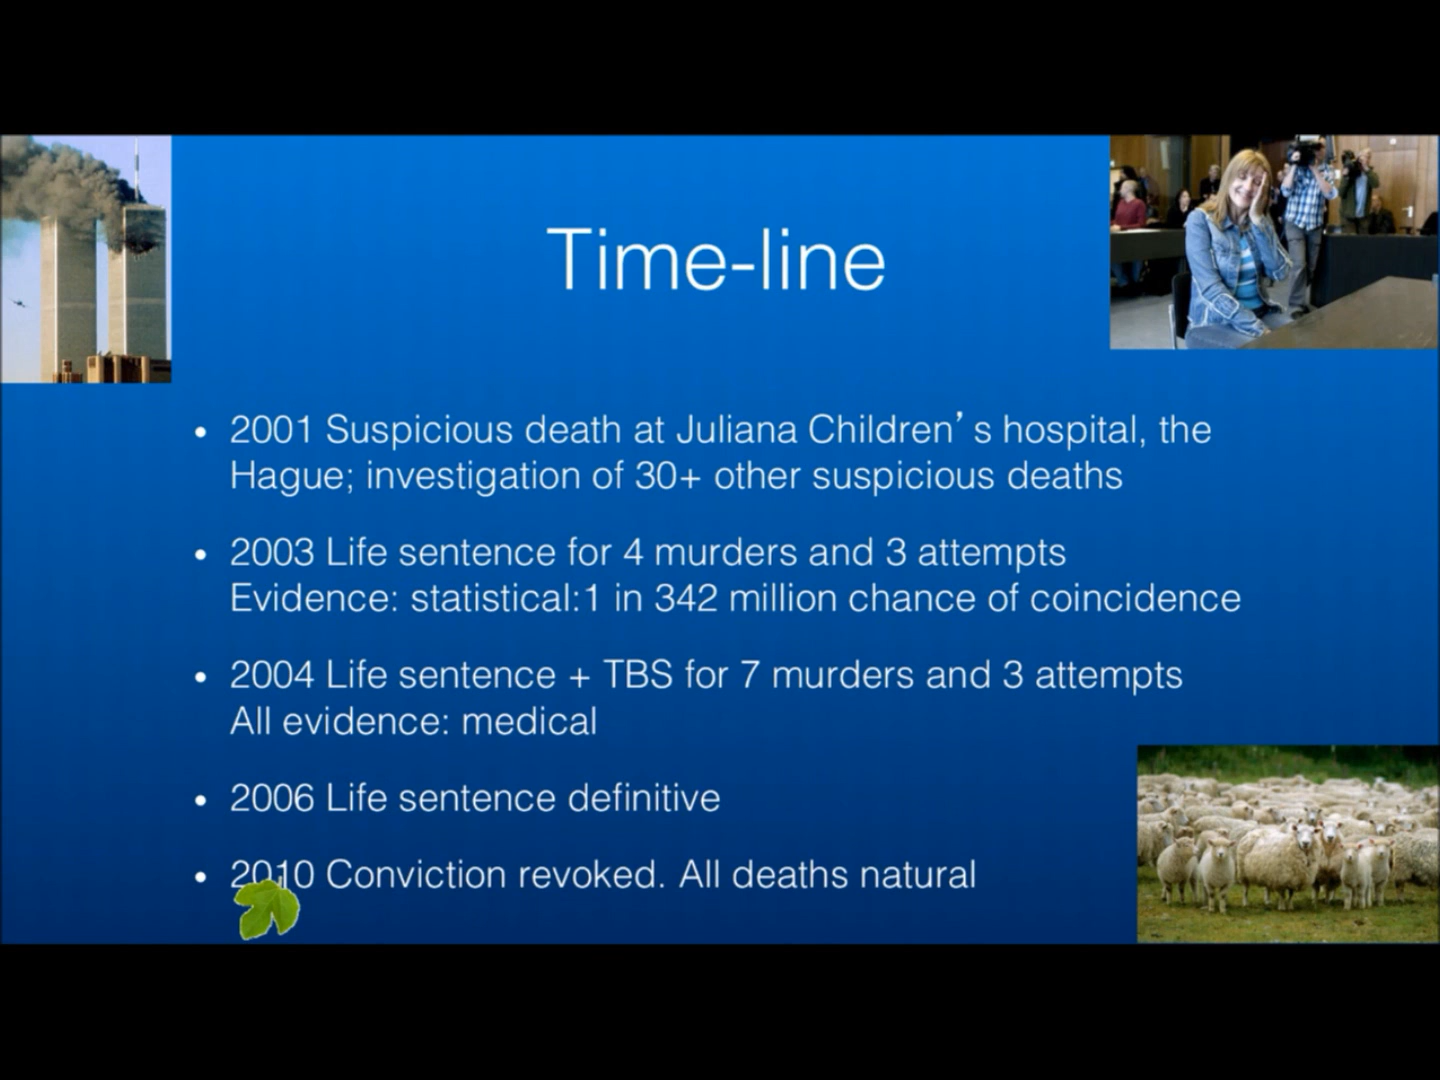 Time-line
• 2001 Suspicious death at Juliana Children’s hospital, the
Hague; investigation of 30+ other suspicious deaths
• 2003 Life sentence for 4 murders and 3 attempts
Evidence: statistical:1 in 342 million chance of coincidence
• 2004 Life sentence + TBS for 7 murders and 3 attempts
All evidence: medical
• 2006 Life sentence definitive
• 2010 Conviction revoked. All deaths natural